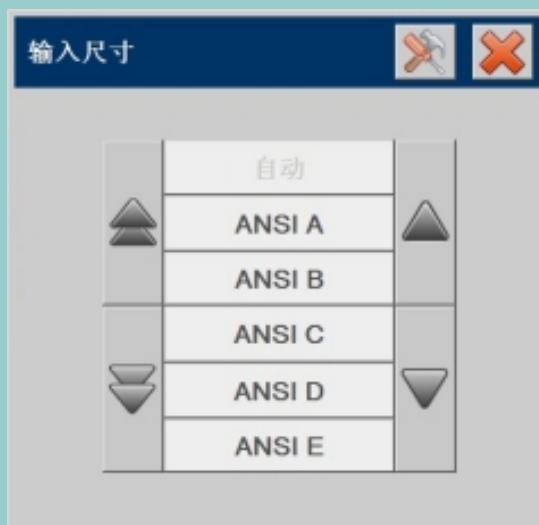 输入尺寸
自动
ANSI A
ANSI B
ANSI C
ANSI D
ANSI E